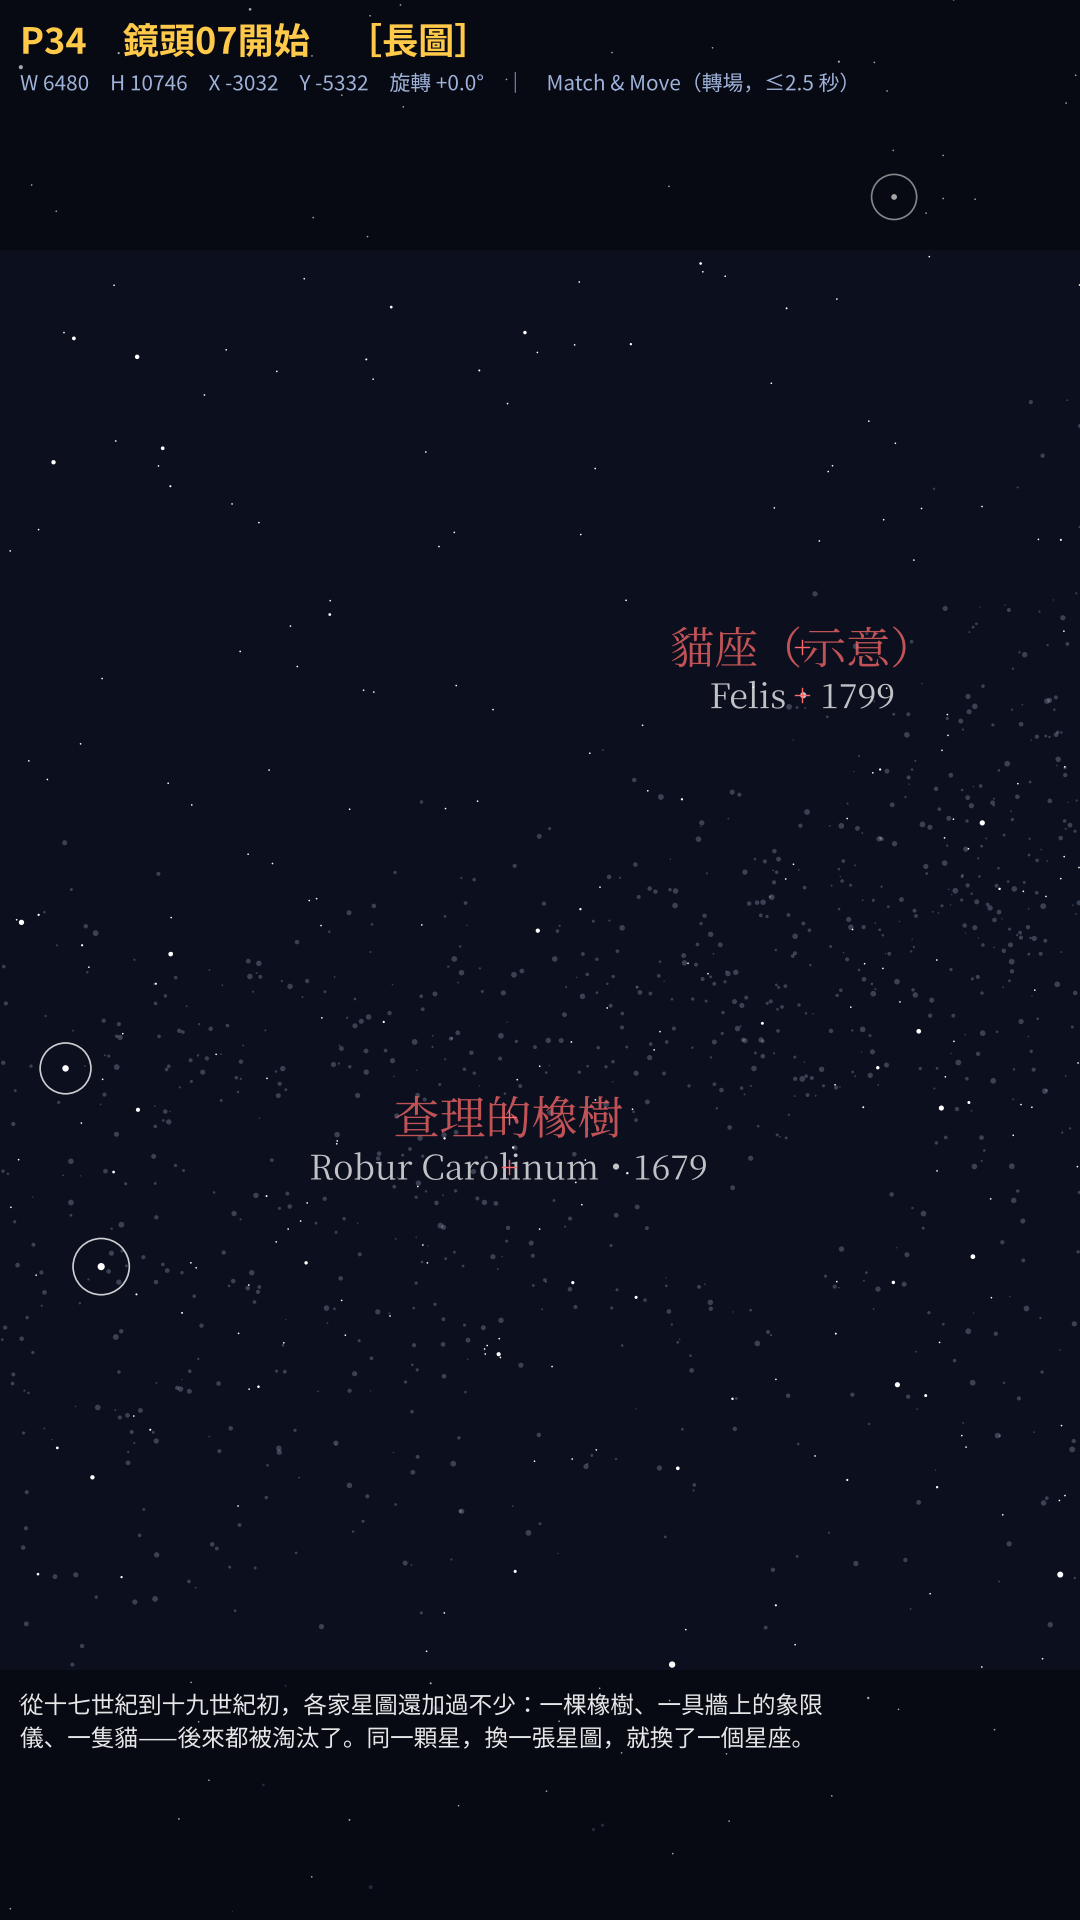 P34 鏡頭07開始 ［長圖］
W 6480 H 10746 X -3032 Y -5332 旋轉 +0.0° ｜ Match & Move（轉場，≤2.5 秒）
貓座（示意）
Felis • 1799
查理的橡樹
Robur Carolinum • 1679
從十七世紀到十九世紀初，各家星圖還加過不少：一棵橡樹、一具牆上的象限
儀、一隻貓——後來都被淘汰了。同一顆星，換一張星圖，就換了一個星座。